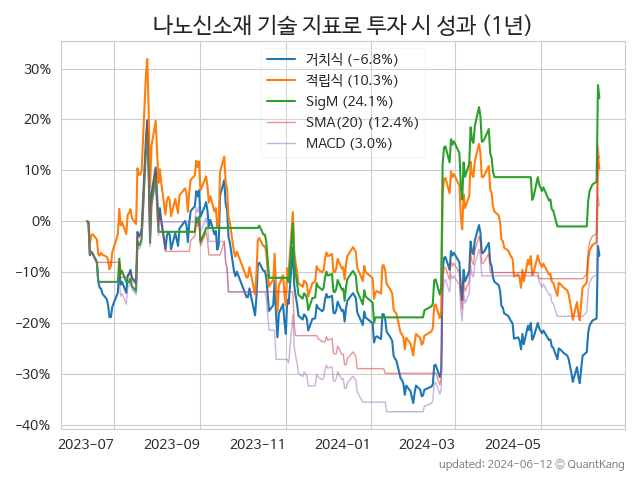 나노신소재 기술 지표로 투자 시 성과 (1년)
거치식 (−6.8%)
적립식 (10.3%)
SigM (24.1%)
SMA(20) (12.4%)
MACD (3.0%)
30%
20%
10%
0%
−10%
−20%
−30%
−40%
2023-07 2023-09 2023-11 2024-01 2024-03 2024-05
updated: 2024-06-12 © QuantKang